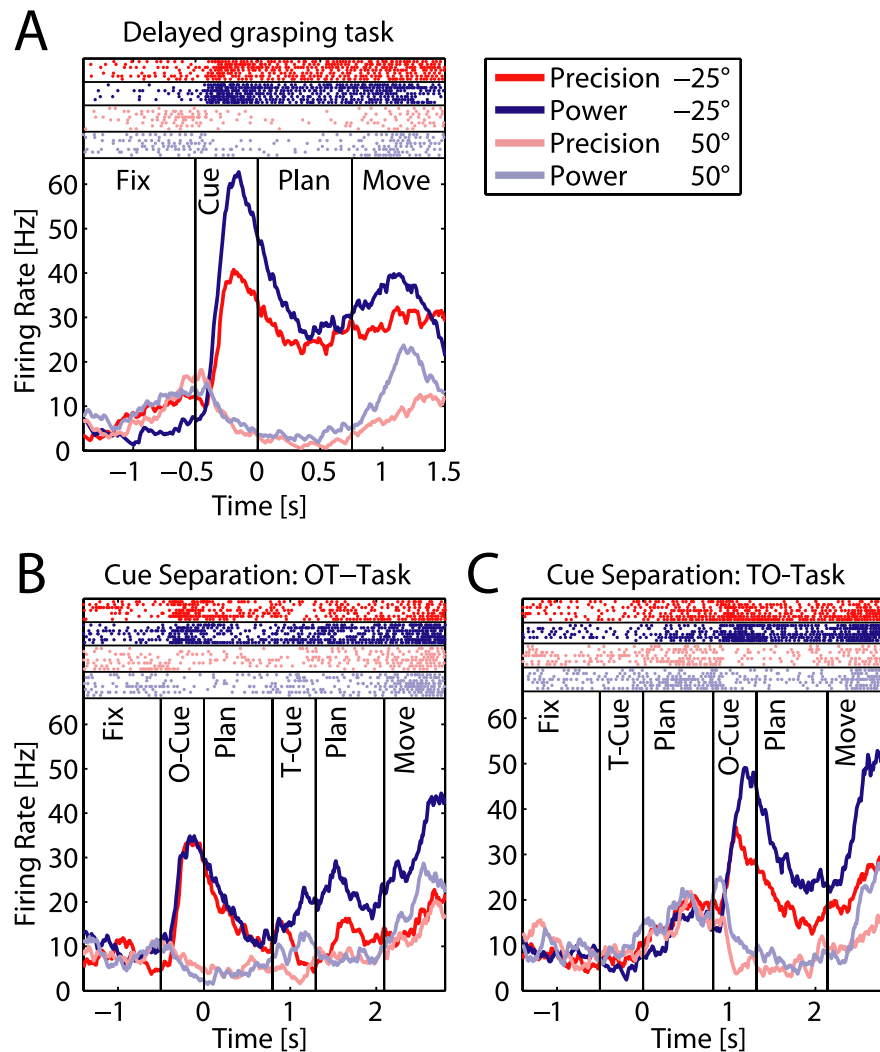 A
Delayed grasping task
Precision −25°
Power −25°
Precision 50°
Power 50°
Fix
Cue
Plan
Move
Firing Rate [Hz]
60
50
40
30
20
10
0
−1
−0.5
0
0.5
1
1.5
Time [s]
B
Cue Separation: OT−Task
Fix
O-Cue
Plan
T-Cue
Plan
Move
Firing Rate [Hz]
60
50
40
30
20
10
0
−1
0
1
2
Time [s]
C
Cue Separation: TO-Task
Fix
T-Cue
Plan
O-Cue
Plan
Move
60
50
40
30
20
10
0
−1
0
1
2
Time [s]